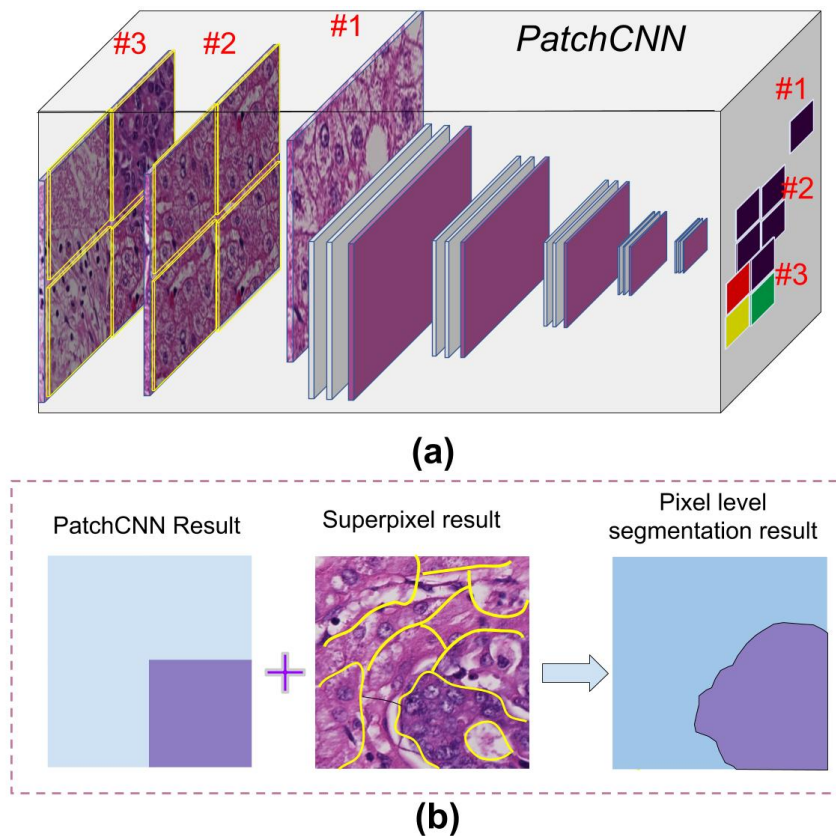 #3
#2
#1
PatchCNN
#1
#2
#3
(a)
PatchCNN Result
Superpixel result
Pixel level
segmentation result
(b)